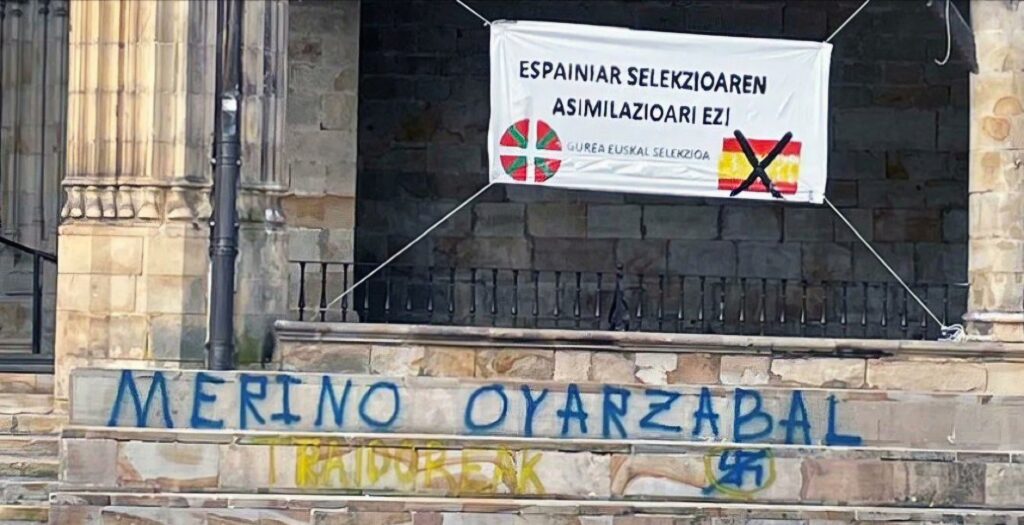 ESPAINIAR SELEKZIOAREN
ASIMILAZIOARI EZ!
GUREA EUSKAL SELEKZIOA
MERINO OYARZABAL
TRAIDOREAK